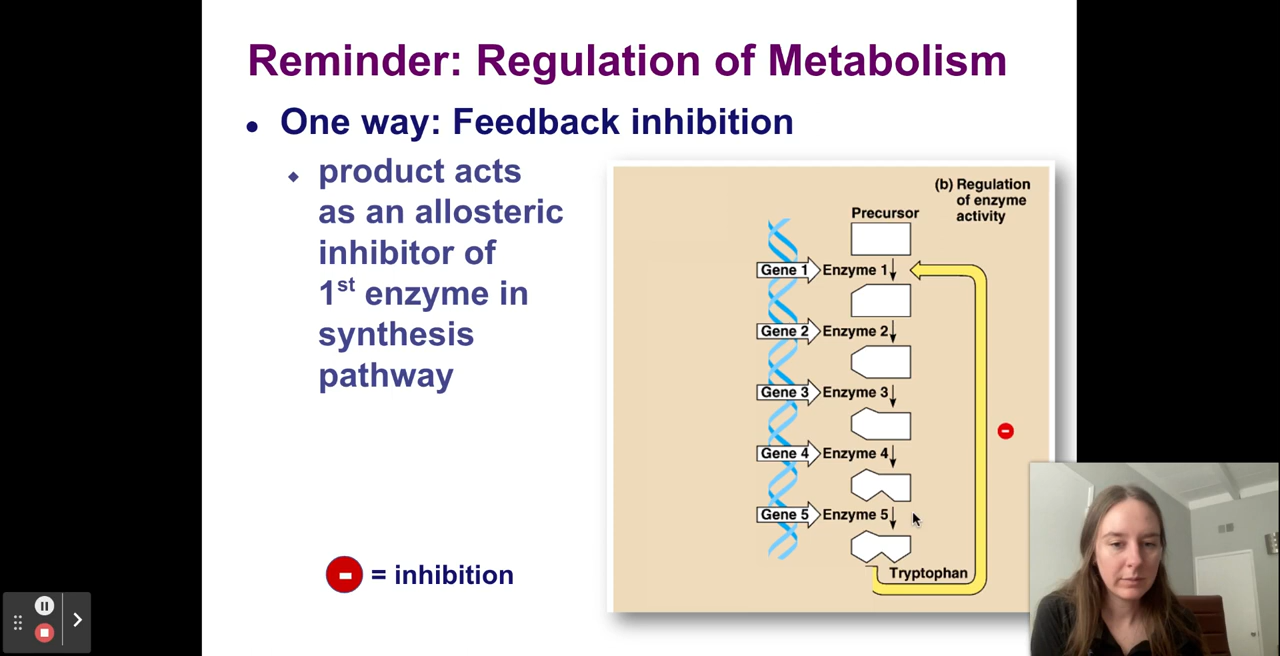 Reminder: Regulation of Metabolism
• One way: Feedback inhibition
◆ product acts
as an allosteric
inhibitor of
1st enzyme in
synthesis
pathway
- = inhibition
(b) Regulation
of enzyme
activity
Precursor
Gene 1 Enzyme 1
Gene 2 Enzyme 2
Gene 3 Enzyme 3
Gene 4 Enzyme 4
Gene 5 Enzyme 5
Tryptophan
-